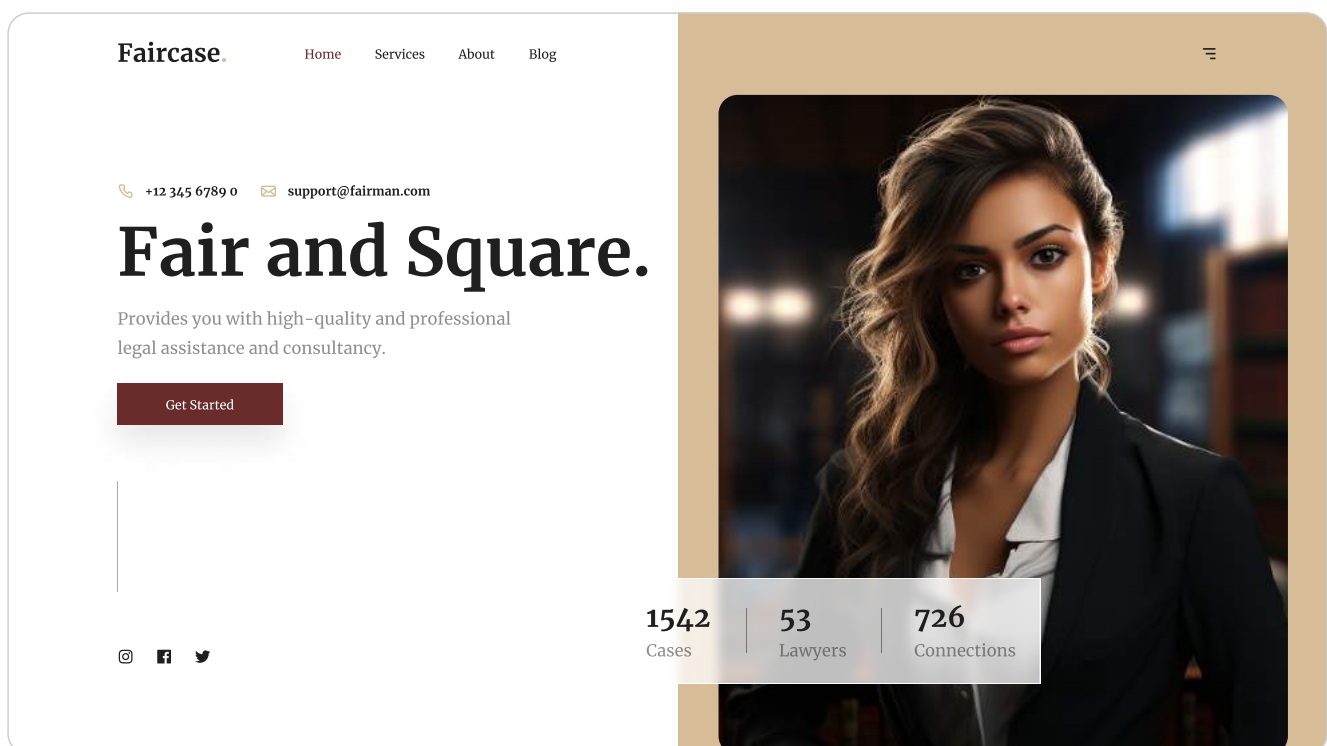 Faircase.
Home Services About Blog
+12 345 6789 0 support@fairman.com
Fair and Square.
Provides you with high-quality and professional
legal assistance and consultancy.
Get Started
1542 53 726
Cases Lawyers Connections